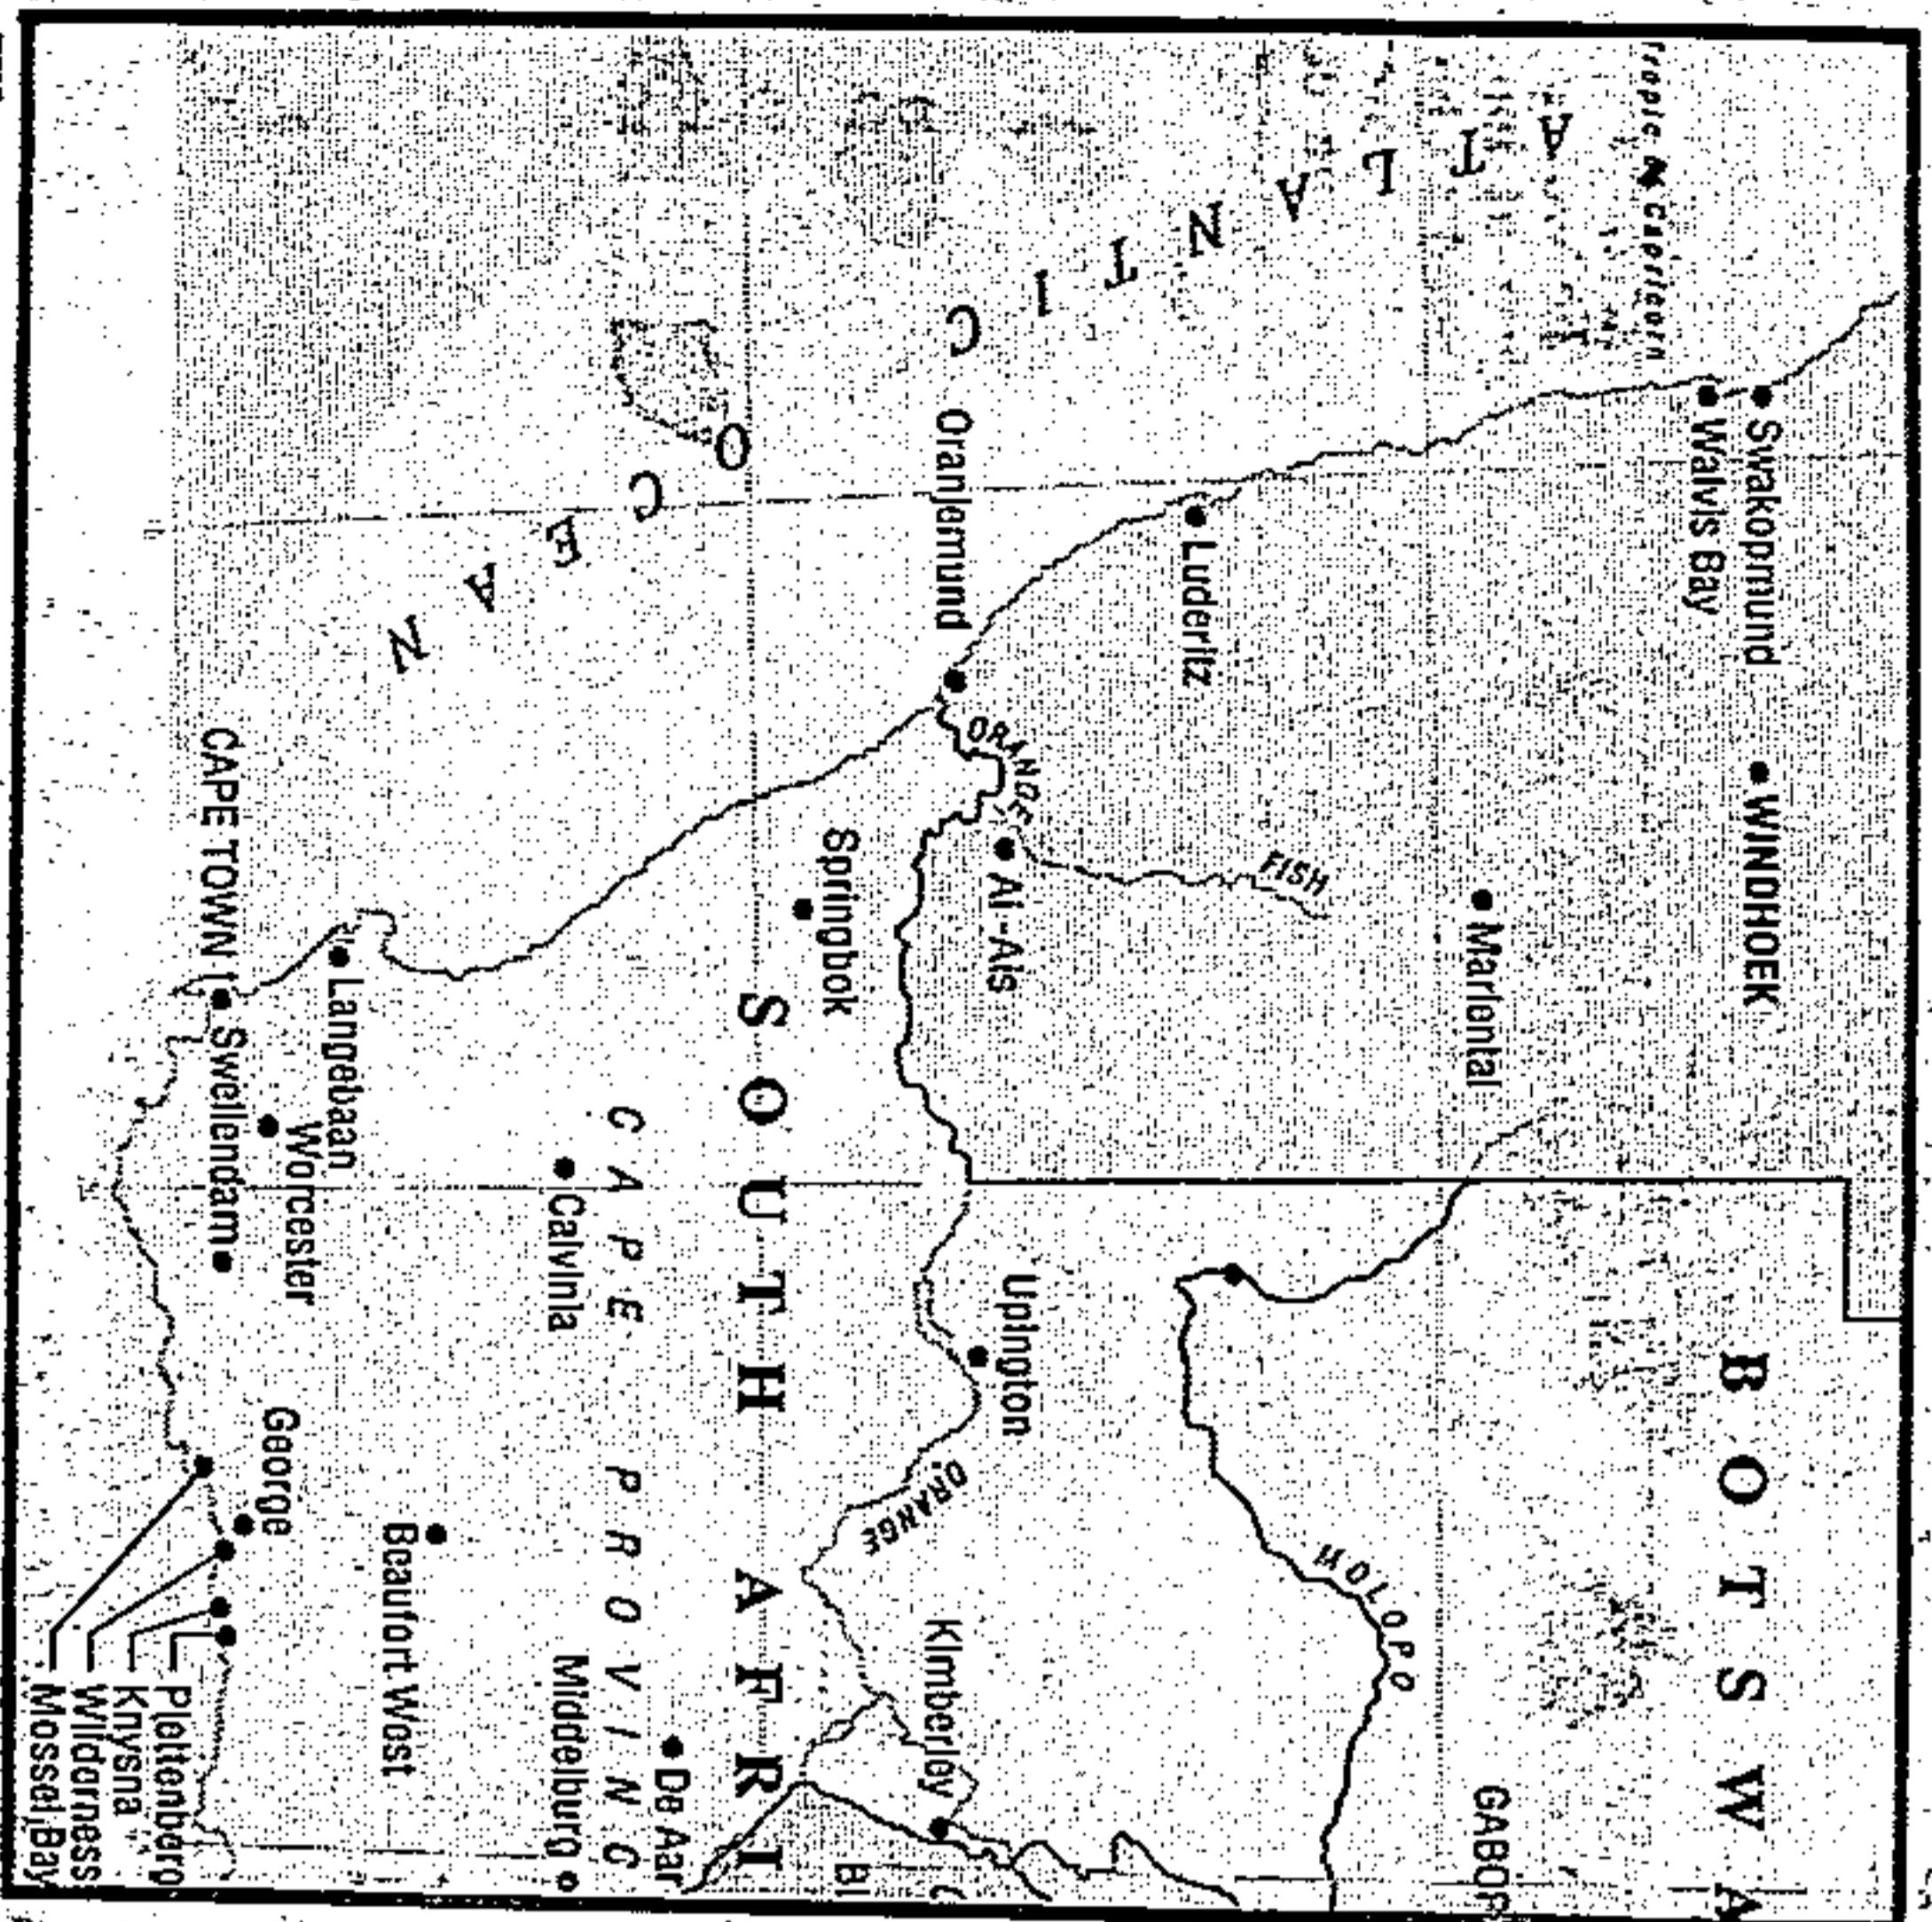 Tropic of Capricorn
ATLANTIC
OCEAN
Swakopmund
Walvis Bay
WINDHOEK
BOTSWA
Mariental
GABOR
Luderitz
FISH
MOLOPO
Ai-Ais
Upington
Oranjemund
ORANGE
ORANGE
Kimberley
Springbok
Bl
SOUTH AFRI
De Aar
CAPE PROVINC
Calvinia
Middelburg
Beaufort West
Langebaan
Worcester
George
CAPE TOWN
Swellendam
Plettenberg
Knysna
Wilderness
Mossel Bay